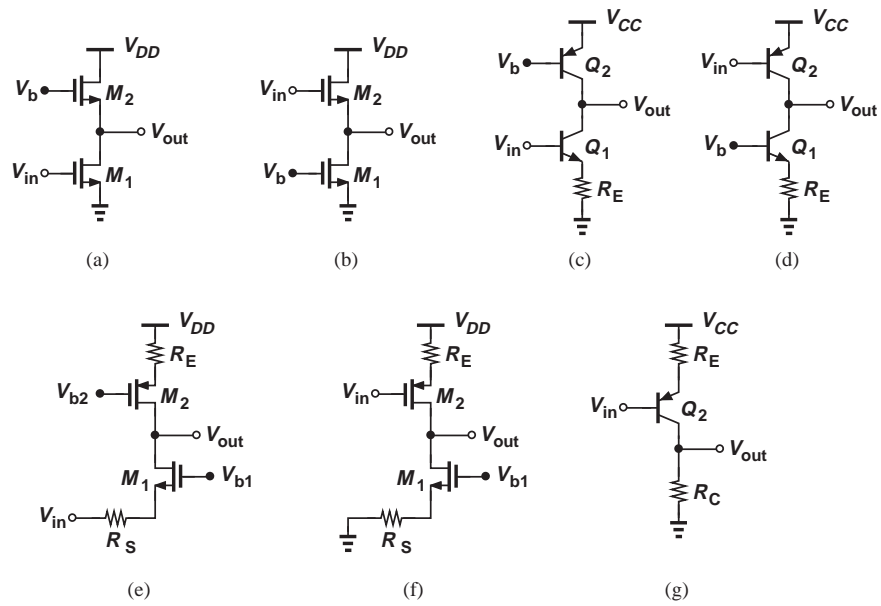 V_DD
V_b
M_2
V_out
V_in
M_1
(a)
V_DD
V_in
M_2
V_out
V_b
M_1
(b)
V_CC
V_b
Q_2
V_out
V_in
Q_1
R_E
(c)
V_CC
V_in
Q_2
V_out
V_b
Q_1
R_E
(d)
V_DD
R_E
V_b2
M_2
V_out
M_1
V_b1
V_in
R_S
(e)
V_DD
R_E
V_in
M_2
V_out
M_1
V_b1
R_S
(f)
V_CC
R_E
V_in
Q_2
V_out
R_C
(g)